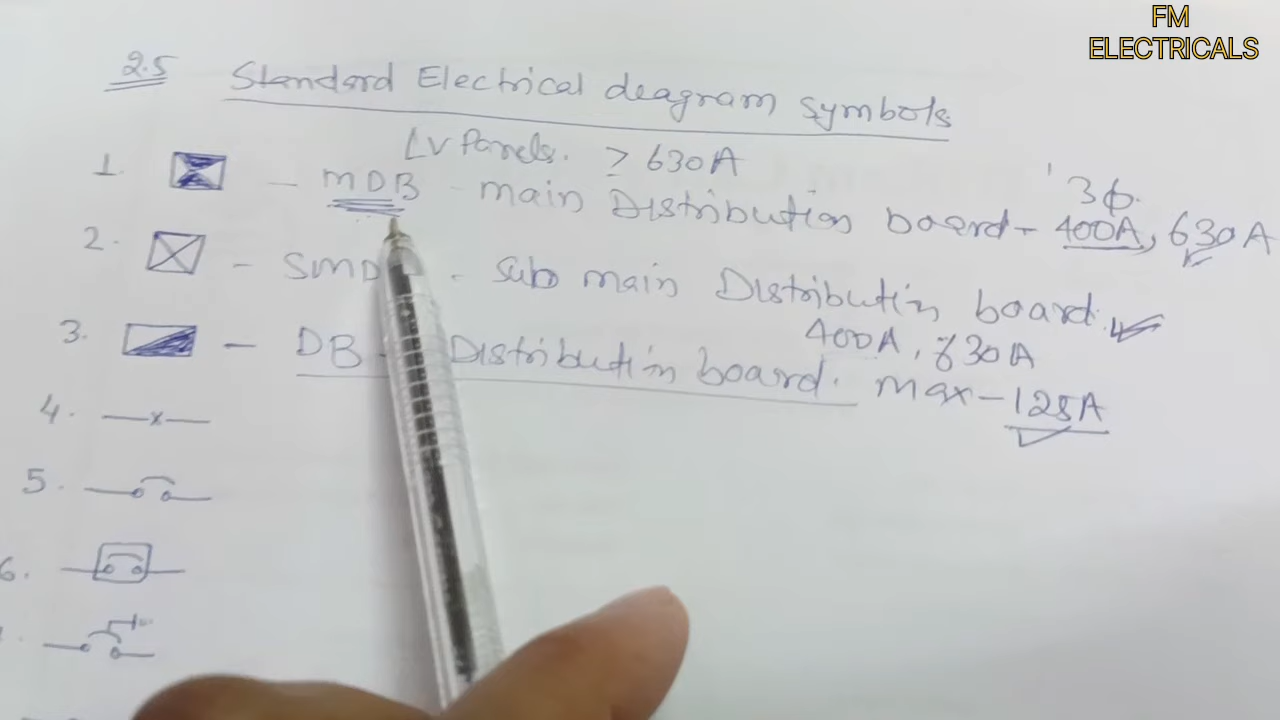 FM
ELECTRICALS
2.5 Standard Electrical deagram symbols
LV Panels. ≥ 630A
1. - MDB - main Distribution board - 400A, 630A
3φ.
2. - SMD - Sub main Distribution board.
400A, 630A
3. - DB - Distribution board. max - 125A
4.
5.
6.